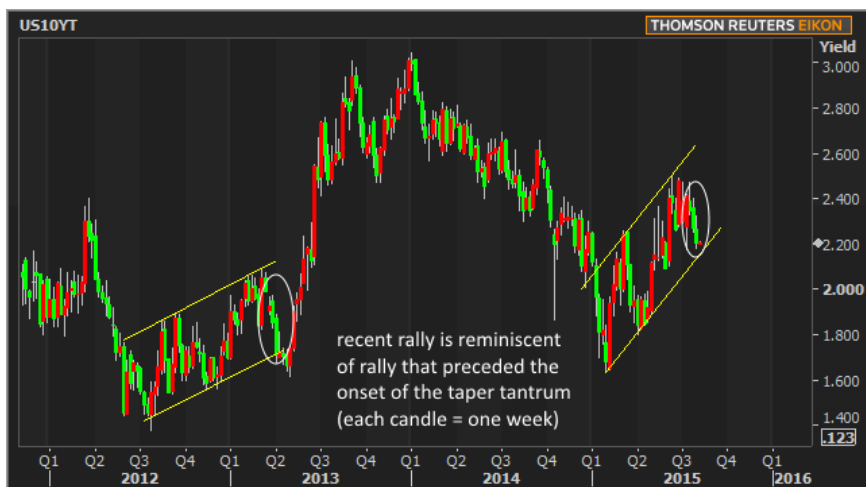 US10YT
THOMSON REUTERS EIKON
Yield
3.000
2.800
2.600
2.400
2.200
2.000
1.800
1.600
1.400
.123
recent rally is reminiscent
of rally that preceded the
onset of the taper tantrum
(each candle = one week)
Q1 Q2 Q3 Q4 Q1 Q2 Q3 Q4 Q1 Q2 Q3 Q4 Q1 Q2 Q3 Q4 Q1
2012 2013 2014 2015 2016